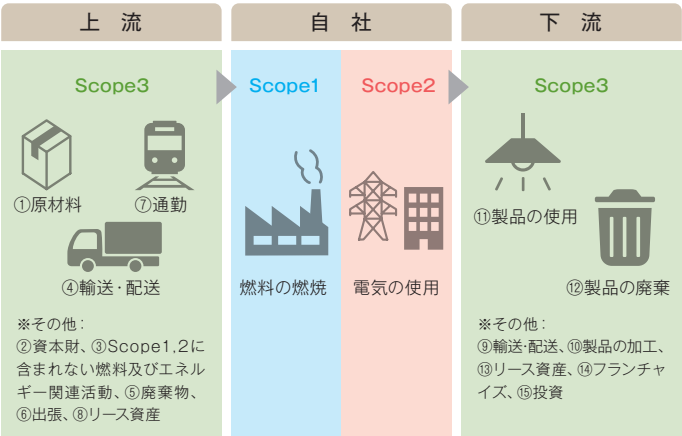 上 流
Scope3
①原材料
⑦通勤
④輸送・配送
※その他：
②資本財、③Scope1,2に
含まれない燃料及びエネル
ギー関連活動、⑤廃棄物、
⑥出張、⑧リース資産
自 社
Scope1
Scope2
燃料の燃焼
電気の使用
下 流
Scope3
⑪製品の使用
⑫製品の廃棄
※その他：
⑨輸送・配送、⑩製品の加工、
⑬リース資産、⑭フランチャ
イズ、⑮投資